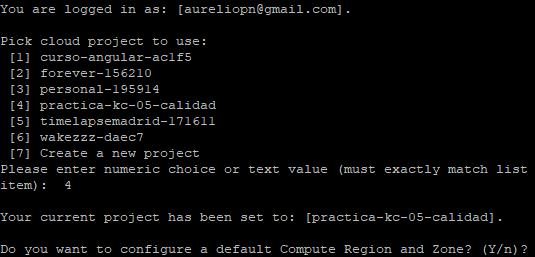 You are logged in as: [aureliopn@gmail.com].
Pick cloud project to use:
[1] curso-angular-ac1f5
[2] forever-156210
[3] personal-195914
[4] practica-kc-05-calidad
[5] timelapsemadrid-171611
[6] wakezzz-daec7
[7] Create a new project
Please enter numeric choice or text value (must exactly match list
item):  4
Your current project has been set to: [practica-kc-05-calidad].
Do you want to configure a default Compute Region and Zone? (Y/n)?